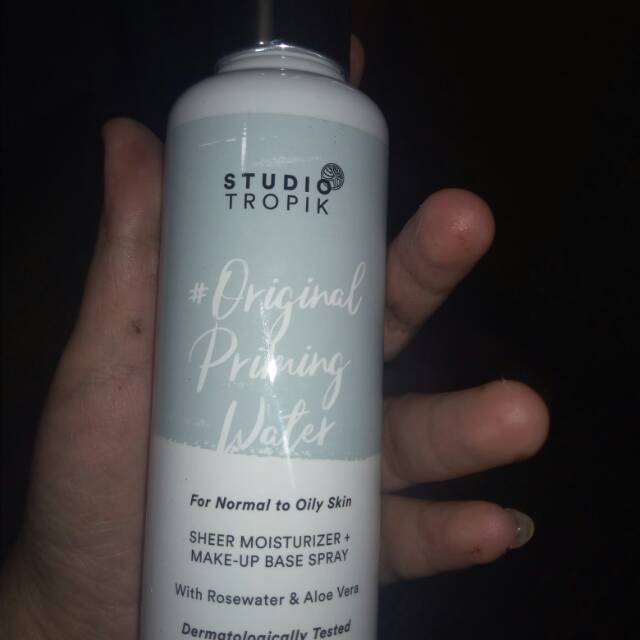 STUDIO
TROPIK
#Original
Priming
Water
For Normal to Oily Skin
SHEER MOISTURIZER +
MAKE-UP BASE SPRAY
With Rosewater & Aloe Vera
Dermatologically Tested